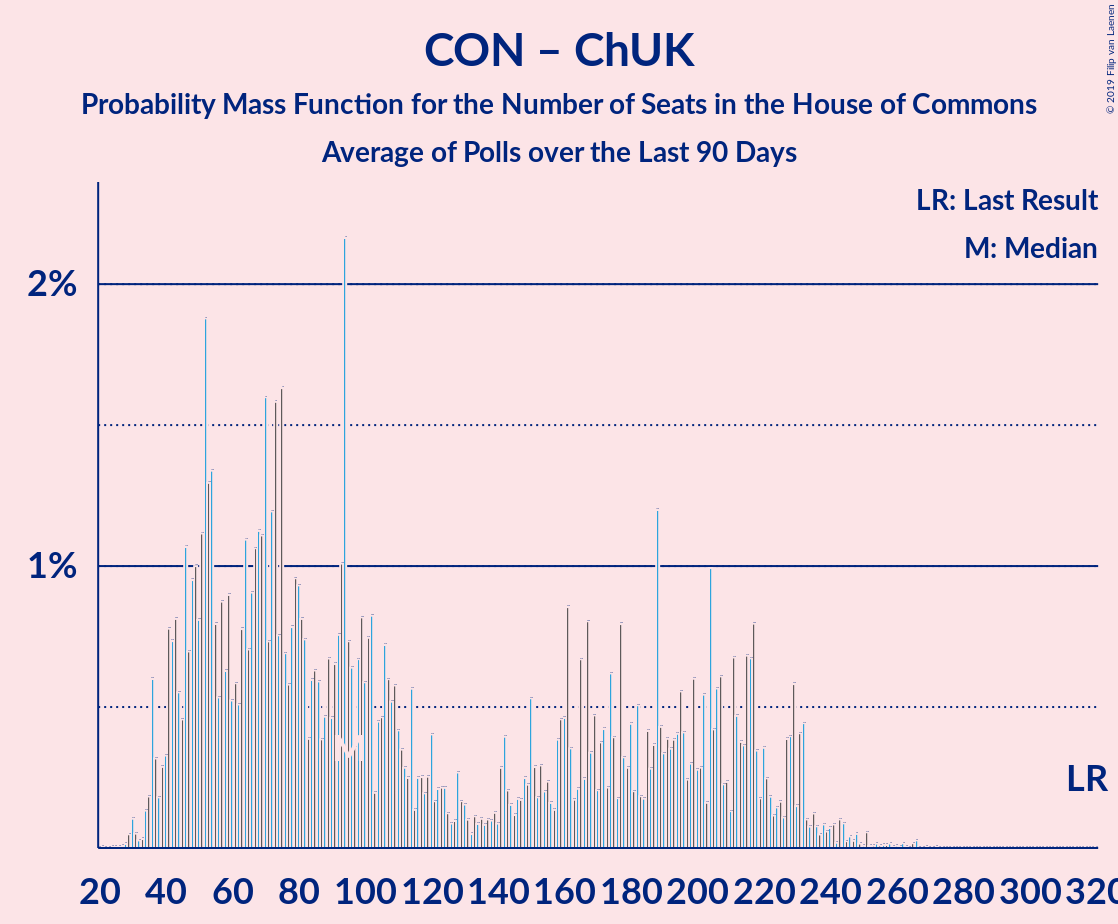 CON – ChUK
Probability Mass Function for the Number of Seats in the House of Commons
Average of Polls over the Last 90 Days
© 2019 Filip van Laenen
LR: Last Result
M: Median
2%
1%
M
LR
20 40 60 80 100 120 140 160 180 200 220 240 260 280 300 320